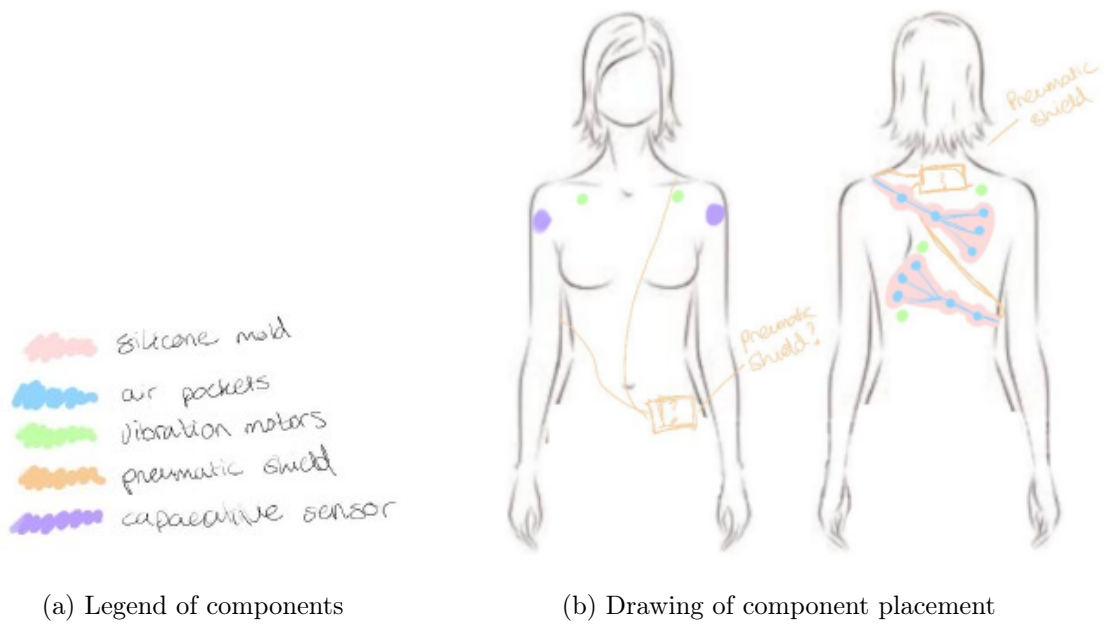 silicone mold
air pockets
vibration motors
pneumatic shield
capacative sensor
pneumatic
shield?
Pneumatic
shield
(a) Legend of components
(b) Drawing of component placement